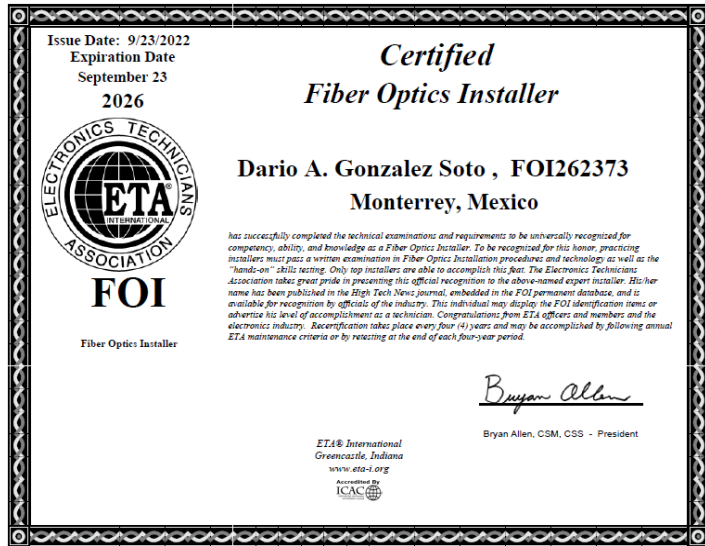 Issue Date: 9/23/2022
Expiration Date
September 23
2026
ELECTRONICS TECHNICIANS
ETA®
INTERNATIONAL
ASSOCIATION
FOI
Fiber Optics Installer
Certified
Fiber Optics Installer
Dario A. Gonzalez Soto , FOI262373
Monterrey, Mexico
has successfully completed the technical examinations and requirements to be universally recognized for
competency, ability, and knowledge as a Fiber Optics Installer. To be recognized for this honor, practicing
installers must pass a written examination in Fiber Optics Installation procedures and technology as well as the
"hands-on" skills testing. Only top installers are able to accomplish this feat. The Electronics Technicians
Association takes great pride in presenting this official recognition to the above-named expert installer. His/her
name has been published in the High Tech News journal, embedded in the FOI permanent database, and is
available for recognition by officials of the industry. This individual may display the FOI identification items or
advertise his level of accomplishment as a technician. Congratulations from ETA officers and members and the
electronics industry. Recertification takes place every four (4) years and may be accomplished by following annual
ETA maintenance criteria or by retesting at the end of each four-year period.
Bryan Allen
Bryan Allen, CSM, CSS - President
ETA® International
Greencastle, Indiana
www.eta-i.org
Accredited By
ICAC